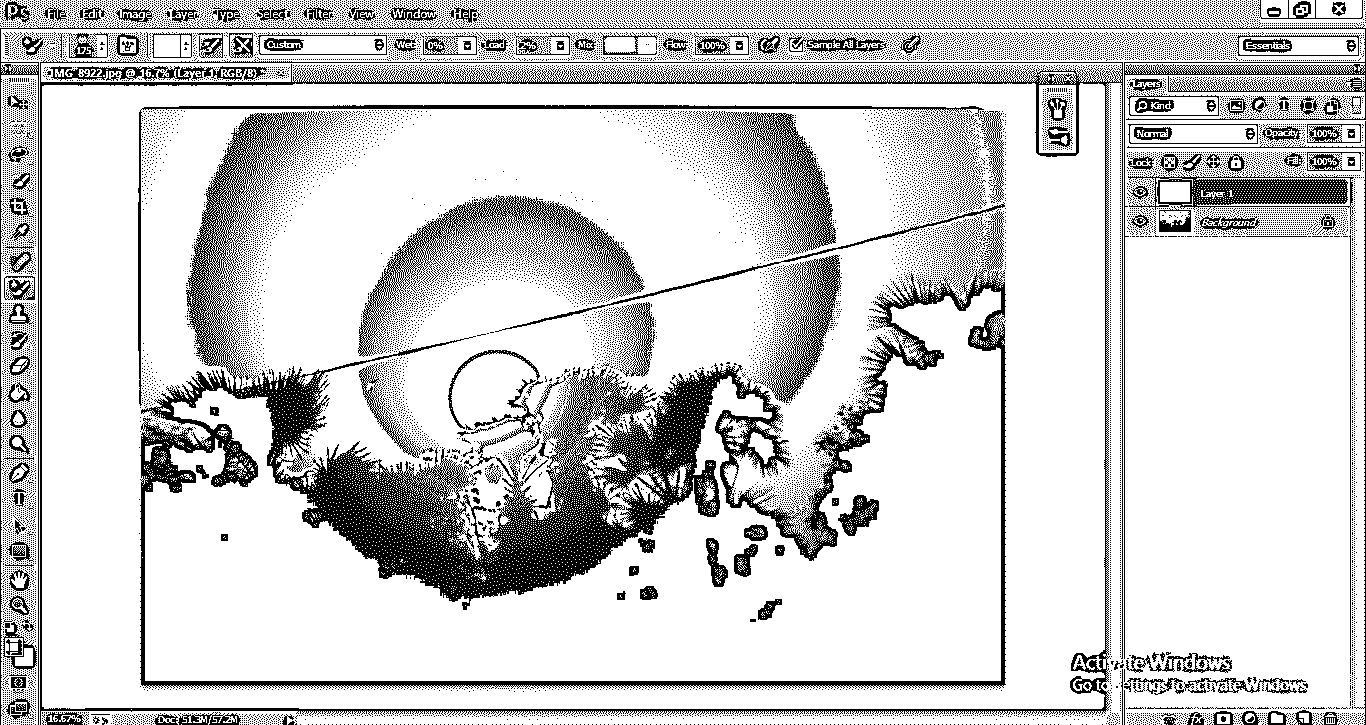 Ps File Edit Image Layer Type Select Filter View Window Help
Custom Wet: 0% Load: 2% Mix: Flow: 100% Sample All Layers Essentials
IMG_8922.jpg @ 16.7% (Layer 1, RGB/8) *
Layers
Kind
Normal Opacity: 100%
Lock: Fill: 100%
Layer 1
Background
Activate Windows
Go to Settings to activate Windows
16.67% Doc: 51.3M/57.2M